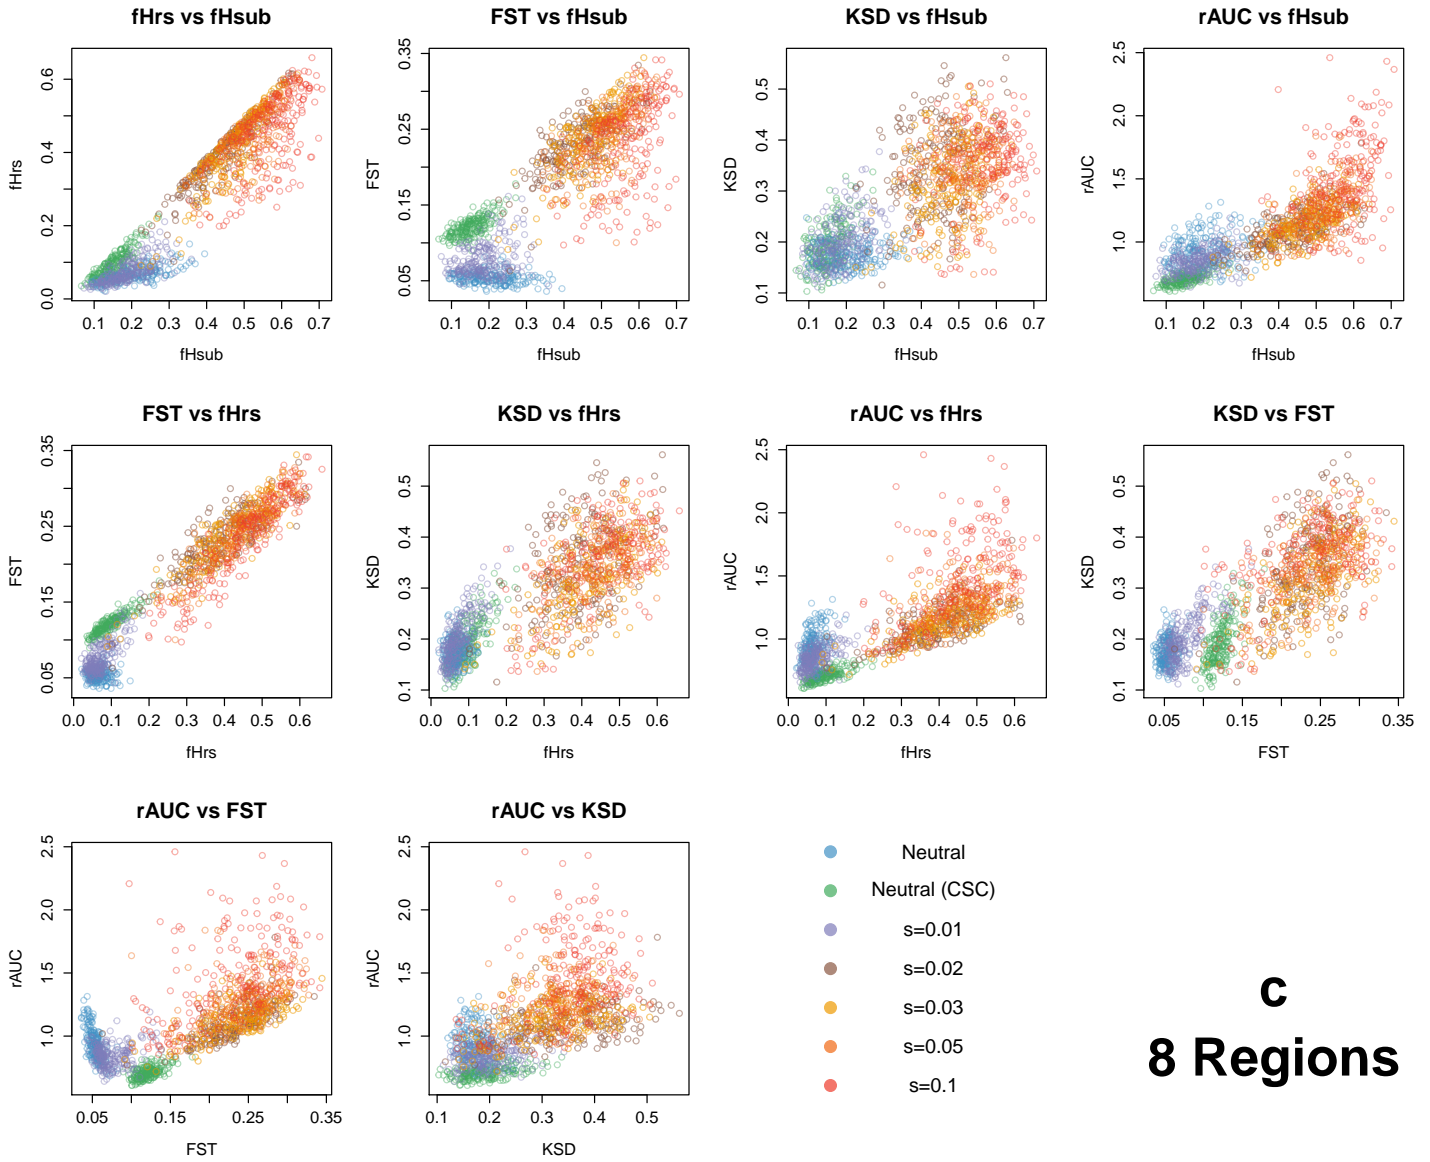 fHrs vs fHsub
FST vs fHsub
KSD vs fHsub
rAUC vs fHsub
fHrs
0.0 0.2 0.4 0.6
0.1 0.2 0.3 0.4 0.5 0.6 0.7
fHsub
FST
0.05 0.15 0.25 0.35
0.1 0.2 0.3 0.4 0.5 0.6 0.7
fHsub
KSD
0.1 0.2 0.3 0.4 0.5
0.1 0.2 0.3 0.4 0.5 0.6 0.7
fHsub
rAUC
1.0 1.5 2.0 2.5
0.1 0.2 0.3 0.4 0.5 0.6 0.7
fHsub
FST vs fHrs
KSD vs fHrs
rAUC vs fHrs
KSD vs FST
FST
0.05 0.15 0.25 0.35
0.0 0.1 0.2 0.3 0.4 0.5 0.6
fHrs
KSD
0.1 0.2 0.3 0.4 0.5
0.0 0.1 0.2 0.3 0.4 0.5 0.6
fHrs
rAUC
1.0 1.5 2.0 2.5
0.0 0.1 0.2 0.3 0.4 0.5 0.6
fHrs
KSD
0.1 0.2 0.3 0.4 0.5
0.05 0.15 0.25 0.35
FST
rAUC vs FST
rAUC vs KSD
rAUC
1.0 1.5 2.0 2.5
0.05 0.15 0.25 0.35
FST
rAUC
1.0 1.5 2.0 2.5
0.1 0.2 0.3 0.4 0.5
KSD
Neutral
Neutral (CSC)
s=0.01
s=0.02
s=0.03
s=0.05
s=0.1
c
8 Regions